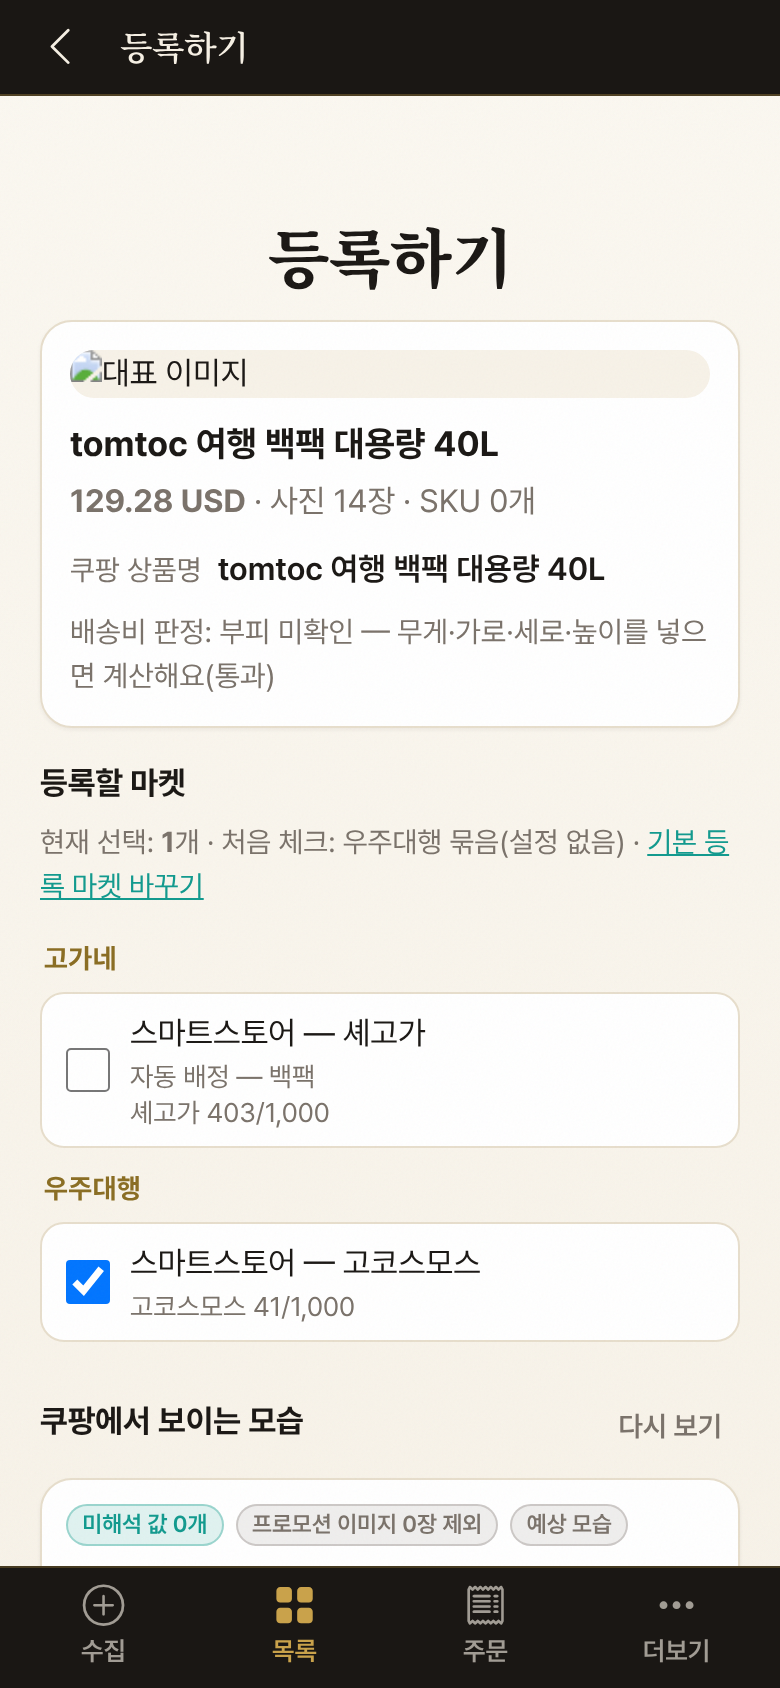 등록하기
등록하기
대표 이미지
tomtoc 여행 백팩 대용량 40L
129.28 USD · 사진 14장 · SKU 0개
쿠팡 상품명 tomtoc 여행 백팩 대용량 40L
배송비 판정: 부피 미확인 — 무게·가로·세로·높이를 넣으
면 계산해요(통과)
등록할 마켓
현재 선택: 1개 · 처음 체크: 우주대행 묶음(설정 없음) · 기본 등
록 마켓 바꾸기
고가네
스마트스토어 — 셰고가
자동 배정 — 백팩
셰고가 403/1,000
우주대행
스마트스토어 — 고코스모스
고코스모스 41/1,000
쿠팡에서 보이는 모습 다시 보기
미해석 값 0개 프로모션 이미지 0장 제외 예상 모습
수집 목록 주문 더보기